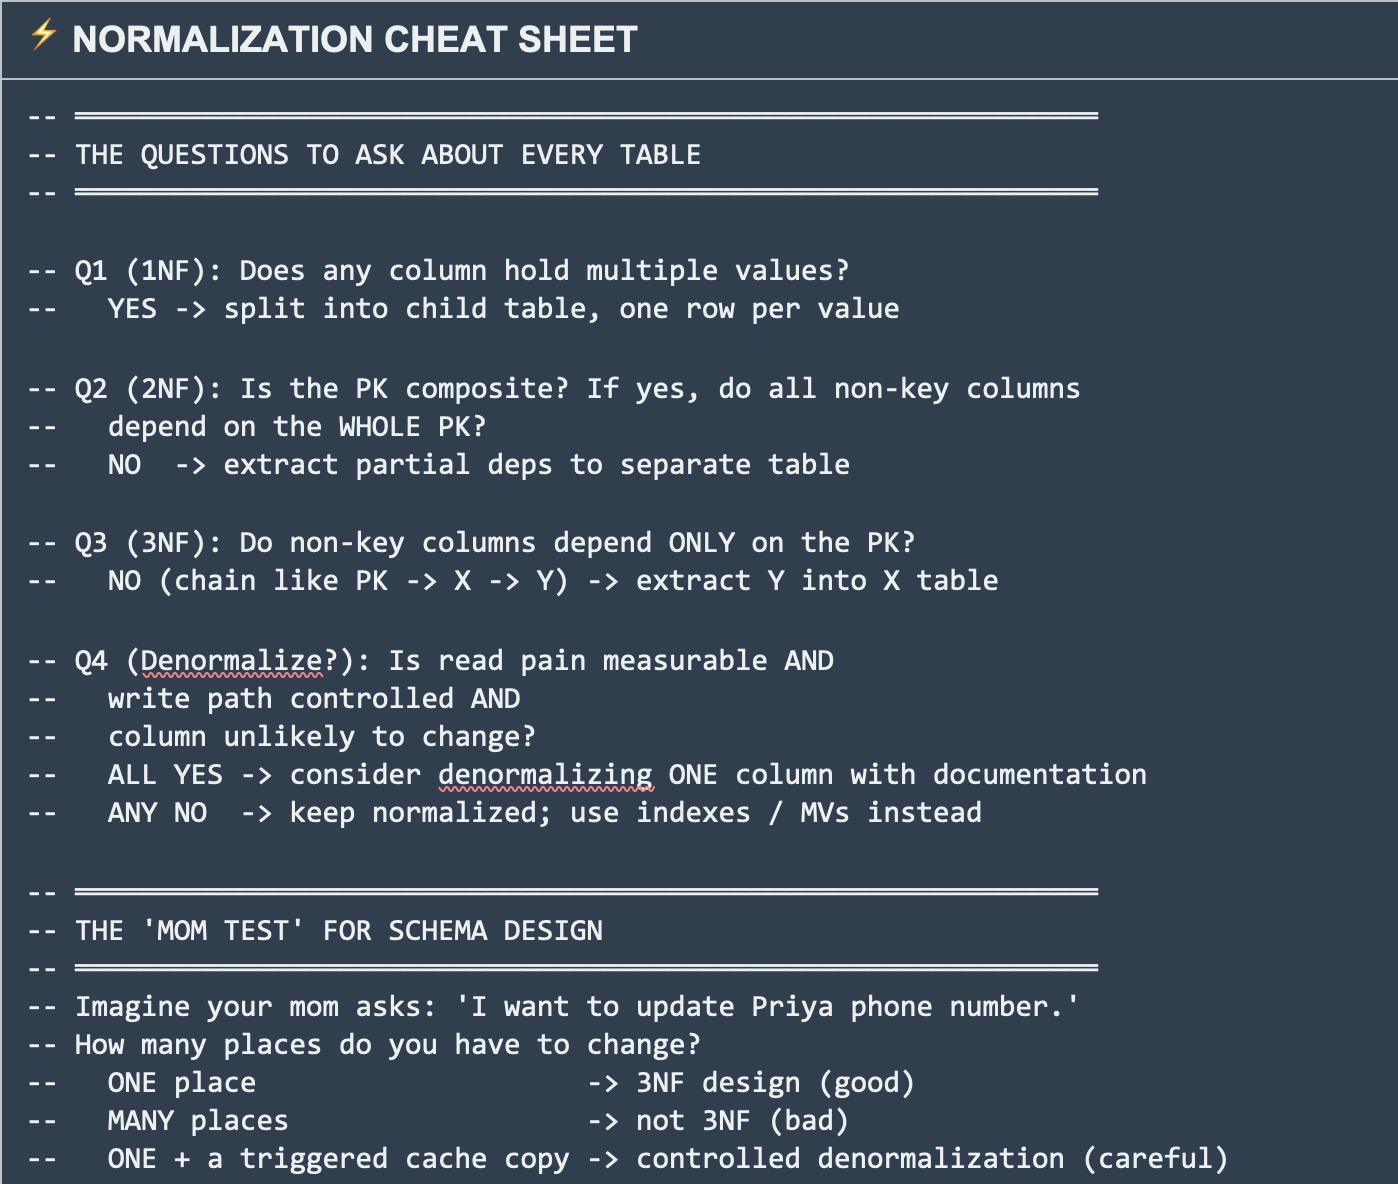 ⚡ NORMALIZATION CHEAT SHEET
-- ══════════════════════════════════════════════════════════════
-- THE QUESTIONS TO ASK ABOUT EVERY TABLE
-- ══════════════════════════════════════════════════════════════
-- Q1 (1NF): Does any column hold multiple values?
--   YES -> split into child table, one row per value
-- Q2 (2NF): Is the PK composite? If yes, do all non-key columns
--   depend on the WHOLE PK?
--   NO  -> extract partial deps to separate table
-- Q3 (3NF): Do non-key columns depend ONLY on the PK?
--   NO (chain like PK -> X -> Y) -> extract Y into X table
-- Q4 (Denormalize?): Is read pain measurable AND
--   write path controlled AND
--   column unlikely to change?
--   ALL YES -> consider denormalizing ONE column with documentation
--   ANY NO  -> keep normalized; use indexes / MVs instead
-- ══════════════════════════════════════════════════════════════
-- THE 'MOM TEST' FOR SCHEMA DESIGN
-- ══════════════════════════════════════════════════════════════
-- Imagine your mom asks: 'I want to update Priya phone number.'
-- How many places do you have to change?
--   ONE place                    -> 3NF design (good)
--   MANY places                  -> not 3NF (bad)
--   ONE + a triggered cache copy -> controlled denormalization (careful)